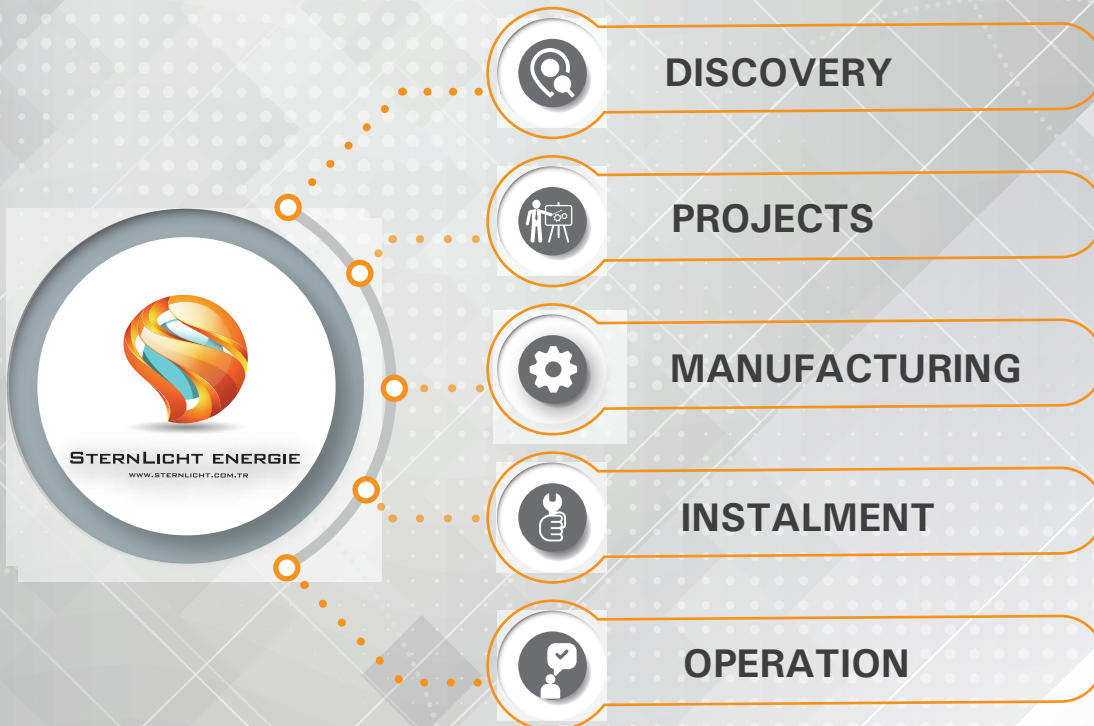 DISCOVERY
PROJECTS
MANUFACTURING
INSTALMENT
OPERATION
STERNLICHT ENERGIE
WWW.STERNLICHT.COM.TR